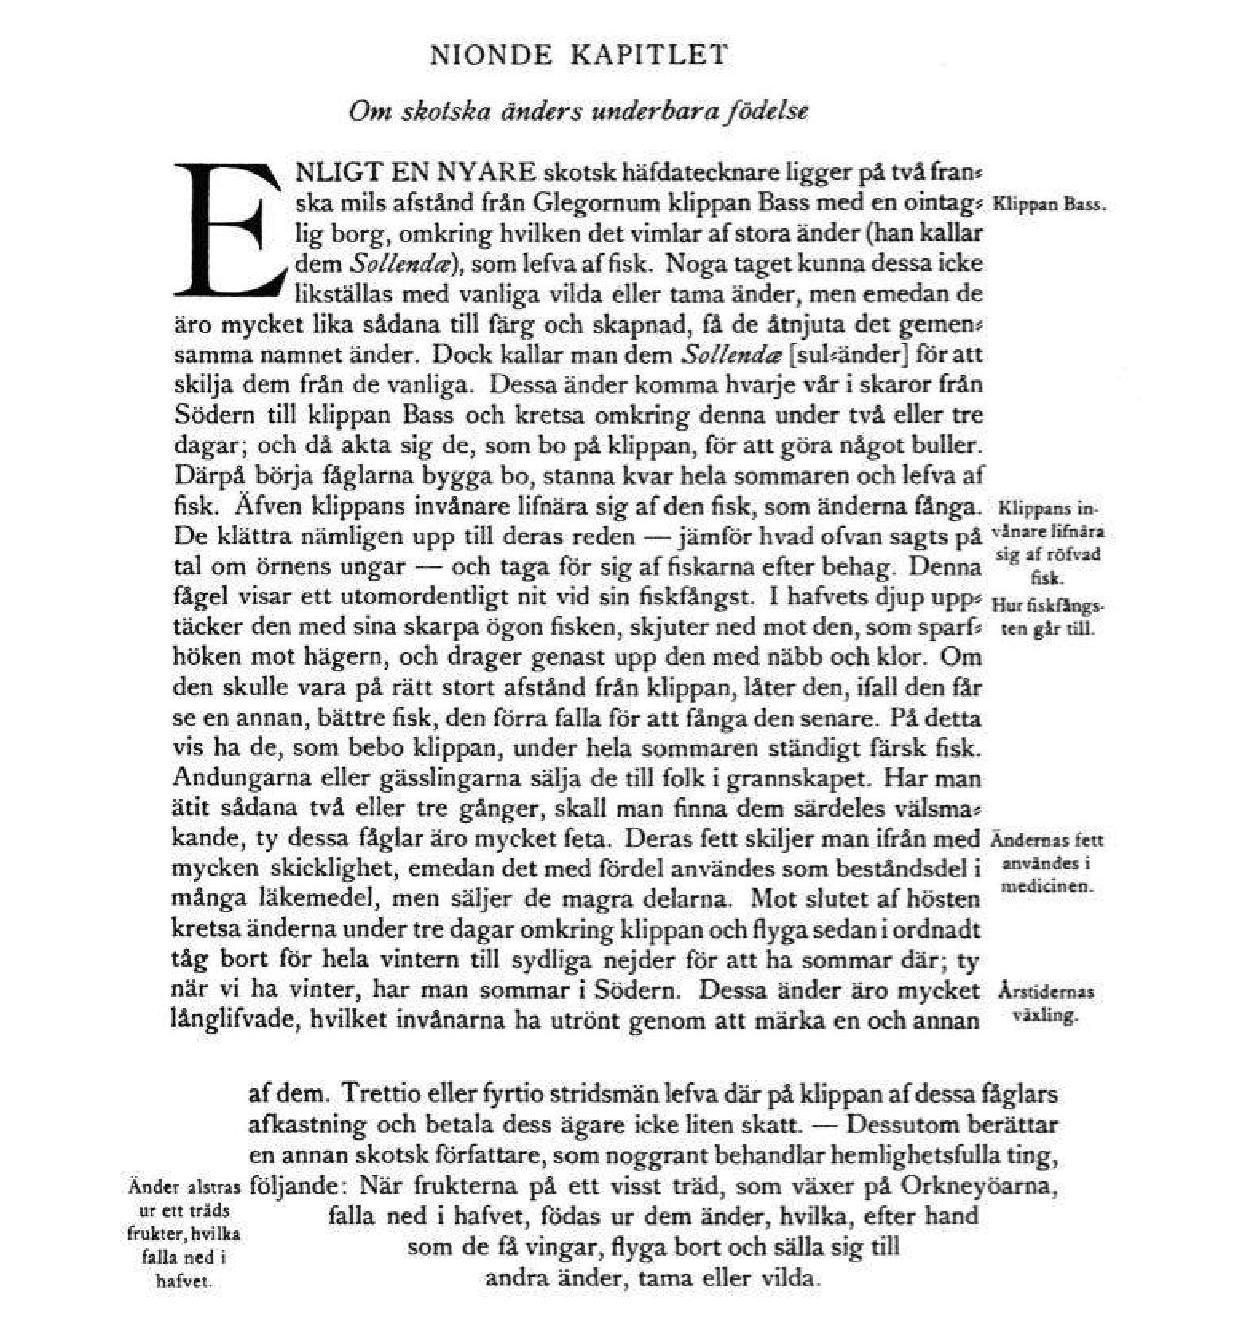 NIONDE KAPITLET
Om skotska änders underbara födelse
ENLIGT EN NYARE skotsk häfdatecknare ligger på två fran⸗
ska mils afstånd från Glegornum klippan Bass med en ointag⸗
Klippan Bass.
lig borg, omkring hvilken det vimlar af stora änder (han kallar
dem Sollendæ), som lefva af fisk. Noga taget kunna dessa icke
likställas med vanliga vilda eller tama änder, men emedan de
äro mycket lika sådana till färg och skapnad, få de åtnjuta det gemen⸗
samma namnet änder. Dock kallar man dem Sollendæ [sul⸗änder] för att
skilja dem från de vanliga. Dessa änder komma hvarje vår i skaror från
Södern till klippan Bass och kretsa omkring denna under två eller tre
dagar; och då akta sig de, som bo på klippan, för att göra något buller.
Därpå börja fåglarna bygga bo, stanna kvar hela sommaren och lefva af
fisk. Äfven klippans invånare lifnära sig af den fisk, som änderna fånga.
De klättra nämligen upp till deras reden — jämför hvad ofvan sagts på
tal om örnens ungar — och taga för sig af fiskarna efter behag. Denna
Klippans in-
vånare lifnära
sig af röfvad
fisk.
fågel visar ett utomordentligt nit vid sin fiskfångst. I hafvets djup upp⸗
täcker den med sina skarpa ögon fisken, skjuter ned mot den, som sparf⸗
Hur fiskfångs-
ten går till.
höken mot hägern, och drager genast upp den med näbb och klor. Om
den skulle vara på rätt stort afstånd från klippan, låter den, ifall den får
se en annan, bättre fisk, den förra falla för att fånga den senare. På detta
vis ha de, som bebo klippan, under hela sommaren ständigt färsk fisk.
Andungarna eller gässlingarna sälja de till folk i grannskapet. Har man
ätit sådana två eller tre gånger, skall man finna dem särdeles välsma⸗
kande, ty dessa fåglar äro mycket feta. Deras fett skiljer man ifrån med
mycken skicklighet, emedan det med fördel användes som beståndsdel i
många läkemedel, men säljer de magra delarna. Mot slutet af hösten
Ändernas fett
användes i
medicinen.
kretsa änderna under tre dagar omkring klippan och flyga sedan i ordnadt
tåg bort för hela vintern till sydliga nejder för att ha sommar där; ty
när vi ha vinter, har man sommar i Södern. Dessa änder äro mycket
långlifvade, hvilket invånarna ha utrönt genom att märka en och annan
Årstidernas
växling.
af dem. Trettio eller fyrtio stridsmän lefva där på klippan af dessa fåglars
afkastning och betala dess ägare icke liten skatt. — Dessutom berättar
en annan skotsk författare, som noggrant behandlar hemlighetsfulla ting,
följande: När frukterna på ett visst träd, som växer på Orkneyöarna,
falla ned i hafvet, födas ur dem änder, hvilka, efter hand
som de få vingar, flyga bort och sälla sig till
andra änder, tama eller vilda.
Änder alstras
ur ett träds
frukter, hvilka
falla ned i
hafvet.